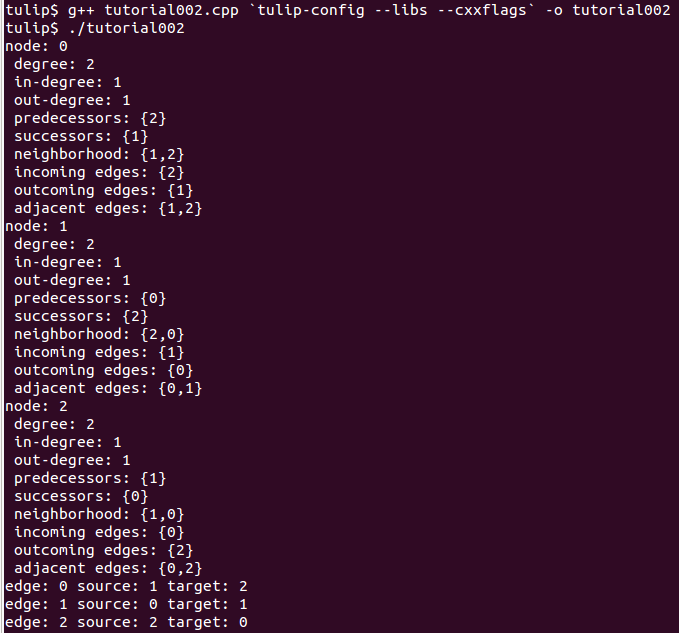 tulip$ g++ tutorial002.cpp `tulip-config --libs --cxxflags` -o tutorial002
tulip$ ./tutorial002
node: 0
 degree: 2
 in-degree: 1
 out-degree: 1
 predecessors: {2}
 successors: {1}
 neighborhood: {1,2}
 incoming edges: {2}
 outcoming edges: {1}
 adjacent edges: {1,2}
node: 1
 degree: 2
 in-degree: 1
 out-degree: 1
 predecessors: {0}
 successors: {2}
 neighborhood: {2,0}
 incoming edges: {1}
 outcoming edges: {0}
 adjacent edges: {0,1}
node: 2
 degree: 2
 in-degree: 1
 out-degree: 1
 predecessors: {1}
 successors: {0}
 neighborhood: {1,0}
 incoming edges: {0}
 outcoming edges: {2}
 adjacent edges: {0,2}
edge: 0 source: 1 target: 2
edge: 1 source: 0 target: 1
edge: 2 source: 2 target: 0